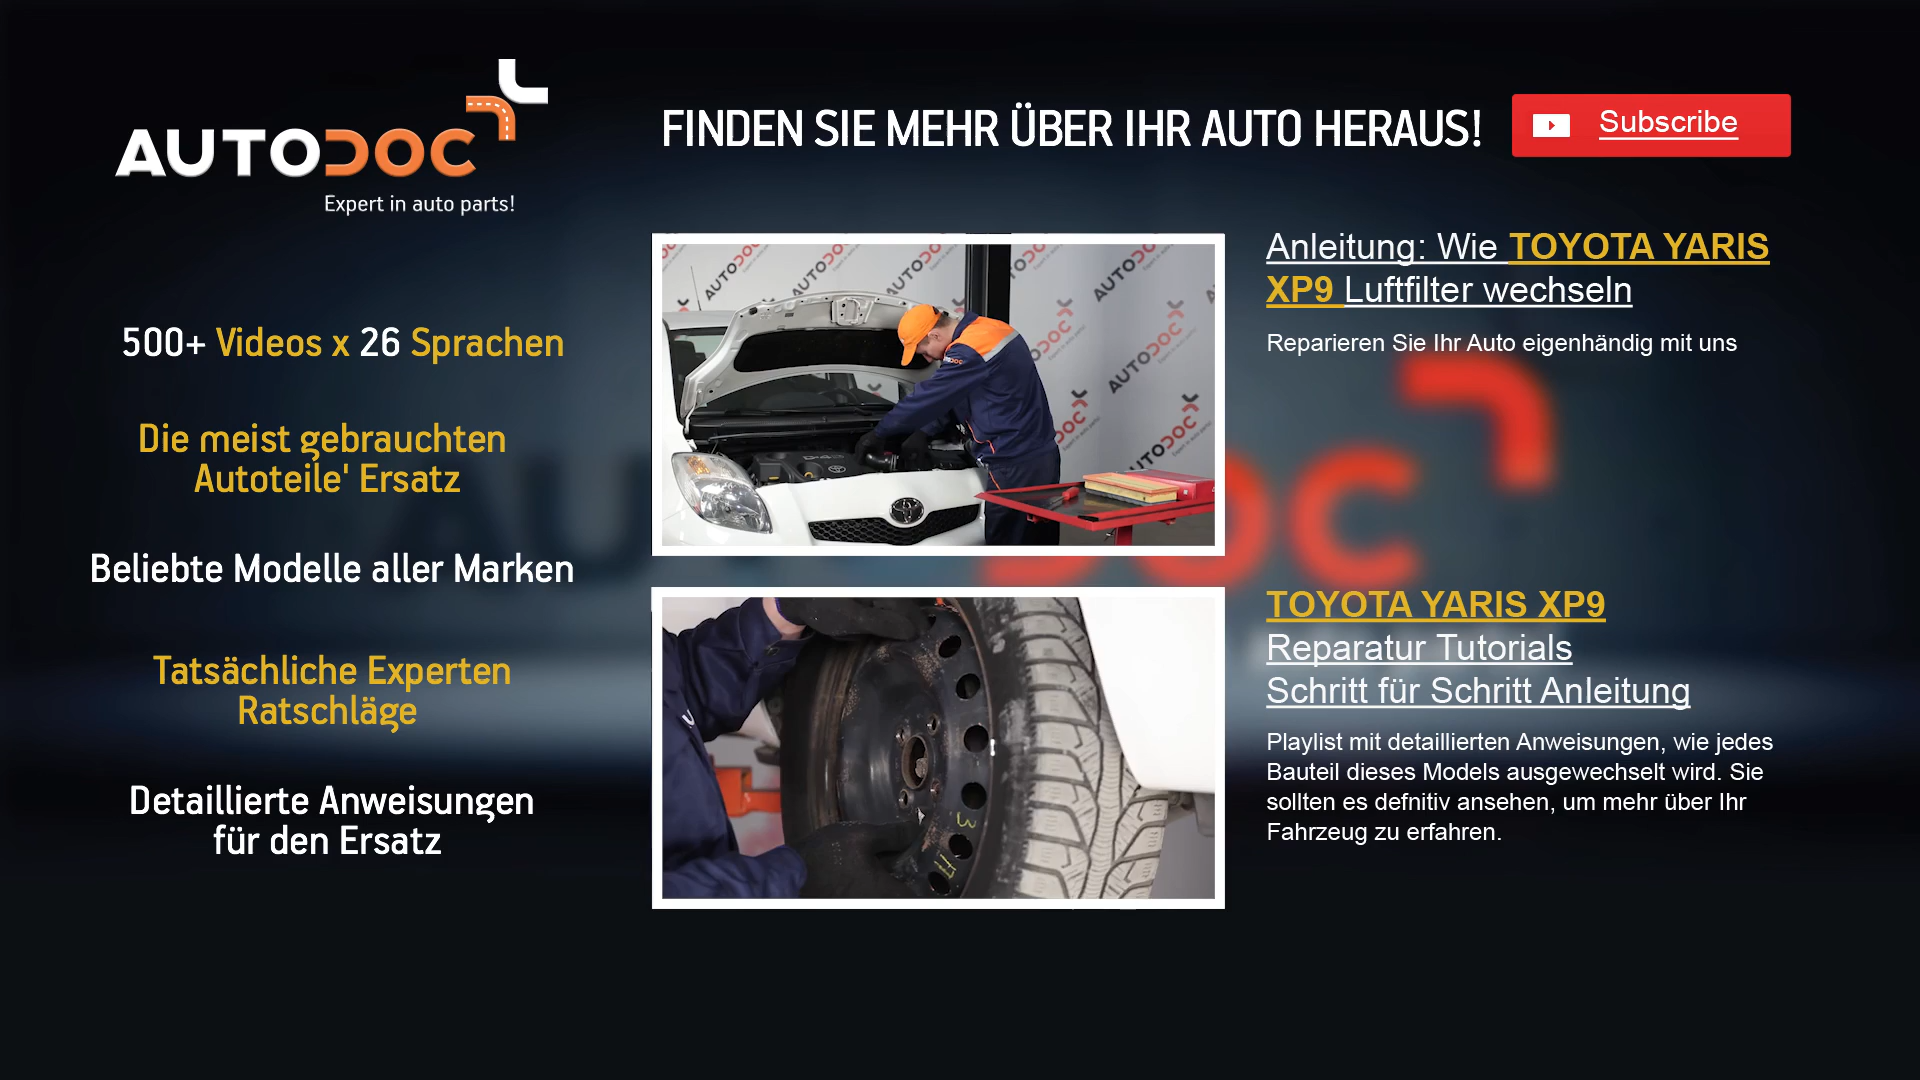 AUTODOC
Expert in auto parts!
FINDEN SIE MEHR ÜBER IHR AUTO HERAUS!
Subscribe
500+ Videos x 26 Sprachen
Die meist gebrauchten
Autoteile' Ersatz
Beliebte Modelle aller Marken
Tatsächliche Experten
Ratschläge
Detaillierte Anweisungen
für den Ersatz
Anleitung: Wie TOYOTA YARIS
XP9 Luftfilter wechseln
Reparieren Sie Ihr Auto eigenhändig mit uns
TOYOTA YARIS XP9
Reparatur Tutorials
Schritt für Schritt Anleitung
Playlist mit detaillierten Anweisungen, wie jedes
Bauteil dieses Models ausgewechselt wird. Sie
sollten es defnitiv ansehen, um mehr über Ihr
Fahrzeug zu erfahren.